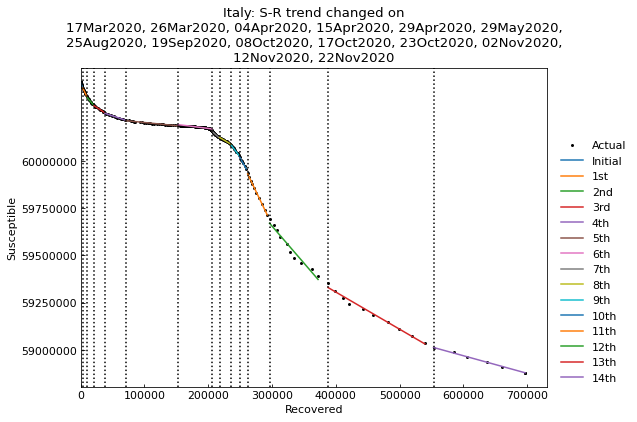 Italy: S-R trend changed on
17Mar2020, 26Mar2020, 04Apr2020, 15Apr2020, 29Apr2020, 29May2020,
25Aug2020, 19Sep2020, 08Oct2020, 17Oct2020, 23Oct2020, 02Nov2020,
12Nov2020, 22Nov2020
60000000
59750000
59500000
59250000
59000000
Susceptible
0
100000
200000
300000
400000
500000
600000
700000
Recovered
Actual
Initial
1st
2nd
3rd
4th
5th
6th
7th
8th
9th
10th
11th
12th
13th
14th